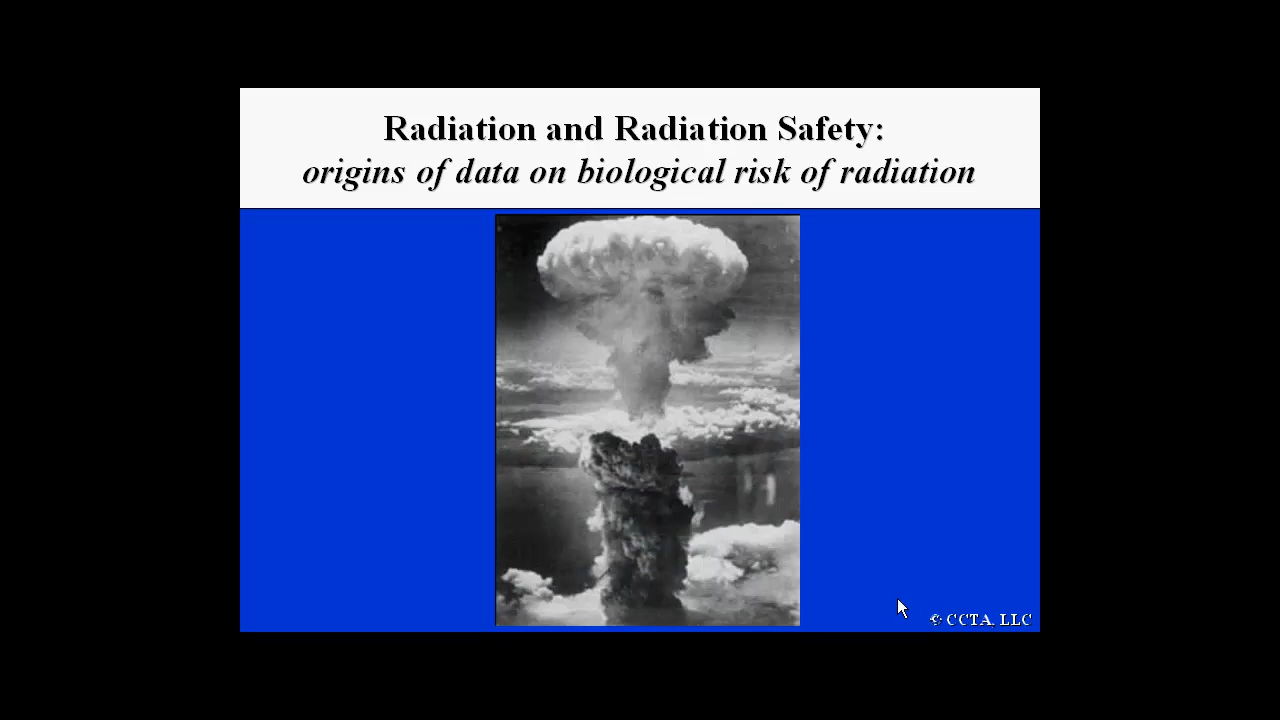 Radiation and Radiation Safety:
origins of data on biological risk of radiation
© CCTA, LLC